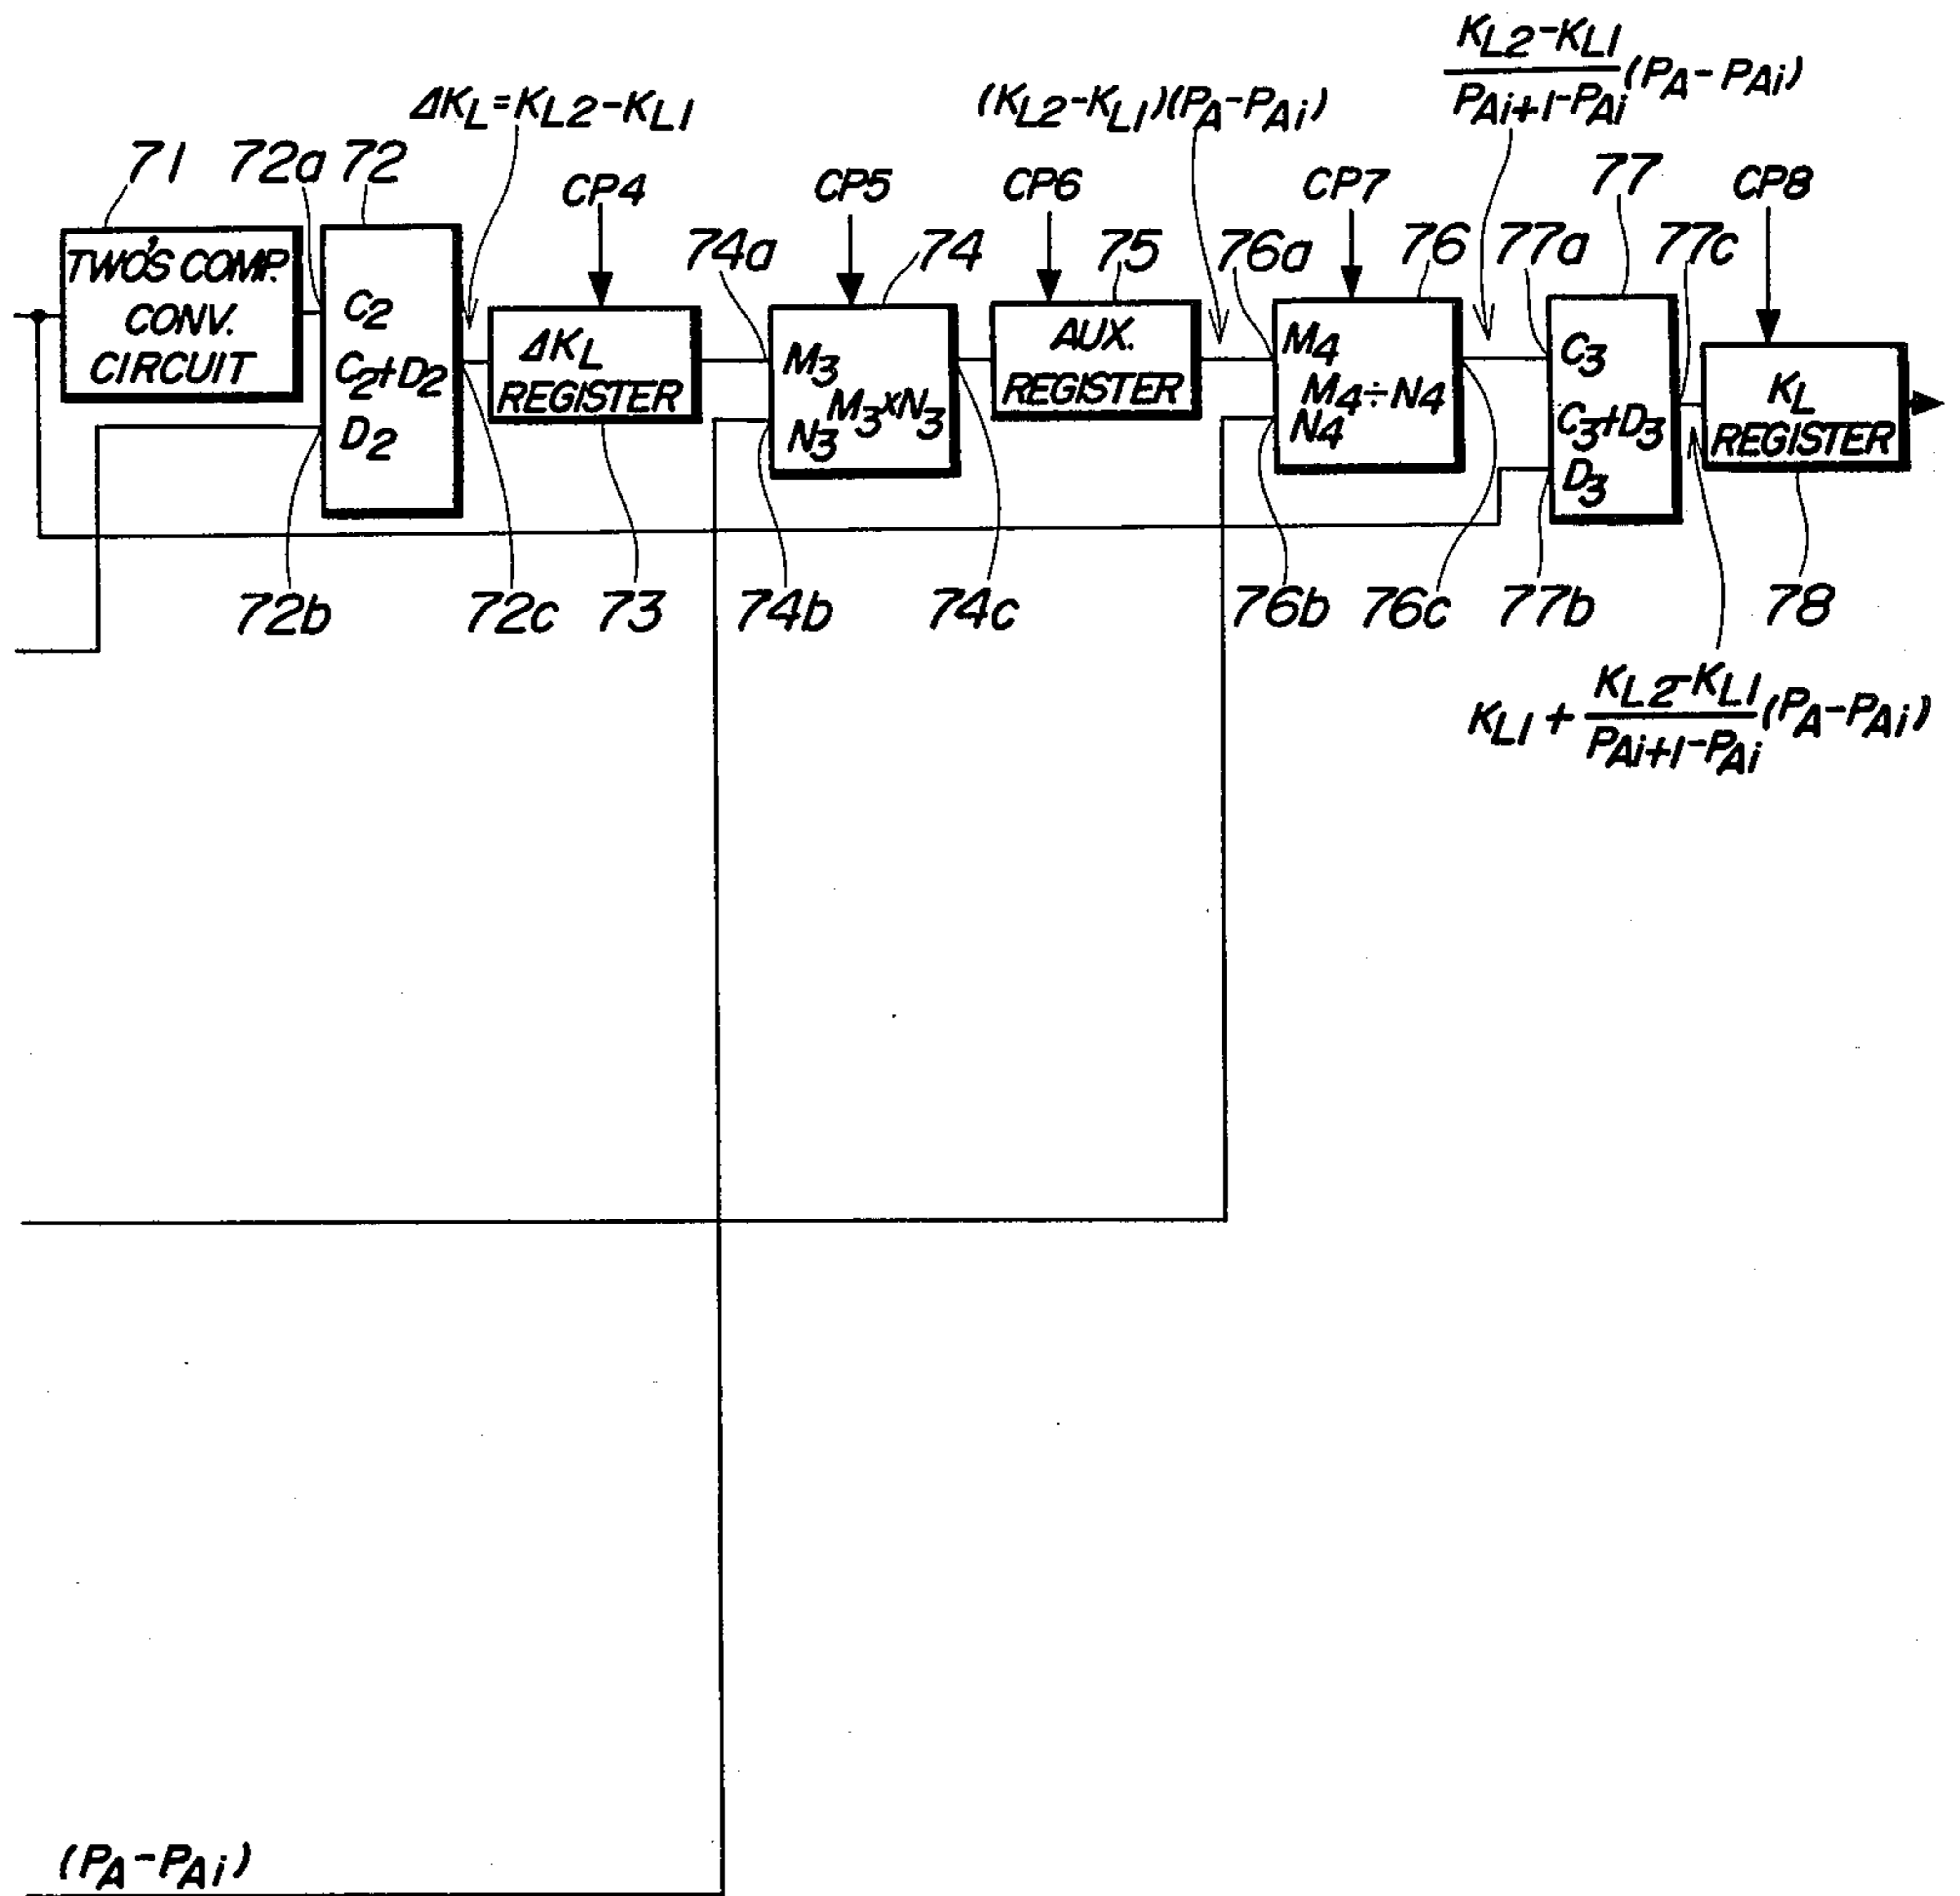 K_L2-K_L1
P_Ai+1-P_Ai
(P_A-P_Ai)
ΔK_L=K_L2-K_L1
(K_L2-K_L1)(P_A-P_Ai)
71
72a
72
CP4
CP5
CP6
CP7
77
CP8
74a
74
75
76a
76
77a
77c
TWO'S COMP.
CONV.
CIRCUIT
C2
C2+D2
D2
ΔK_L
REGISTER
M3
M3×N3
N3
AUX.
REGISTER
M4
M4÷N4
N4
C3
C3+D3
D3
K_L
REGISTER
72b
72c
73
74b
74c
76b
76c
77b
78
K_L1 +
K_L2-K_L1
P_Ai+1-P_Ai
(P_A-P_Ai)
(P_A-P_Ai)